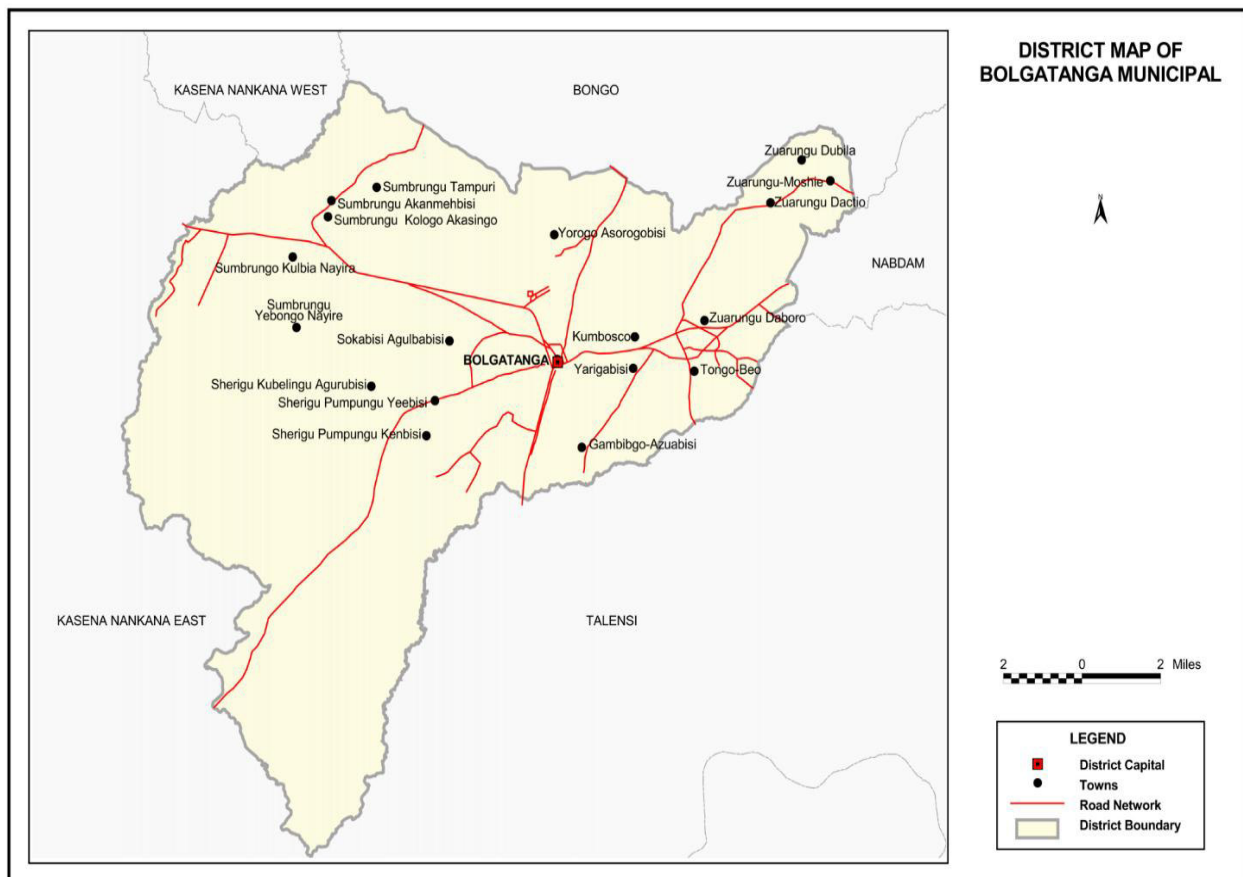 DISTRICT MAP OF
BOLGATANGA MUNICIPAL
KASENA NANKANA WEST
BONGO
Zuarungu Dubila
Zuarungu-Moshie
Zuarungu Dactio
Sumbrungu Tampuri
Sumbrungu Akanmehbisi
Sumbrungu Kologo Akasingo
Yorogo Asorogobisi
N
NABDAM
Sumbrungo Kulbia Nayira
Sumbrungu
Yebongo Nayire
Zuarungu Daboro
Sokabisi Agulbabisi
Kumbosco
BOLGATANGA
Yarigabisi
Tongo-Beo
Sherigu Kubelingu Agurubisi
Sherigu Pumpungu Yeebisi
Sherigu Pumpungu Kenbisi
Gambibgo-Azuabisi
KASENA NANKANA EAST
TALENSI
2 0 2 Miles
LEGEND
District Capital
Towns
Road Network
District Boundary